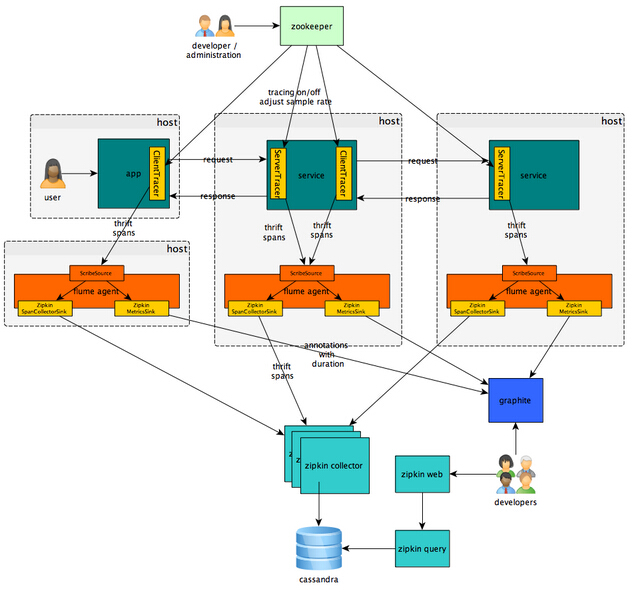 zookeeper
developer /
administration
tracing on/off
adjust sample rate
host
host
host
app
ClientTracer
user
request
response
ServerTracer
service
ClientTracer
request
response
ServerTracer
service
thrift
spans
thrift
spans
thrift
spans
thrift
spans
host
ScribeSource
flume agent
Zipkin
SpanCollectorSink
Zipkin
MetricsSink
ScribeSource
flume agent
Zipkin
SpanCollectorSink
Zipkin
MetricsSink
ScribeSource
flume agent
Zipkin
SpanCollectorSink
Zipkin
MetricsSink
annotations
with
duration
thrift
spans
graphite
z
z
zipkin collector
zipkin web
developers
zipkin query
cassandra